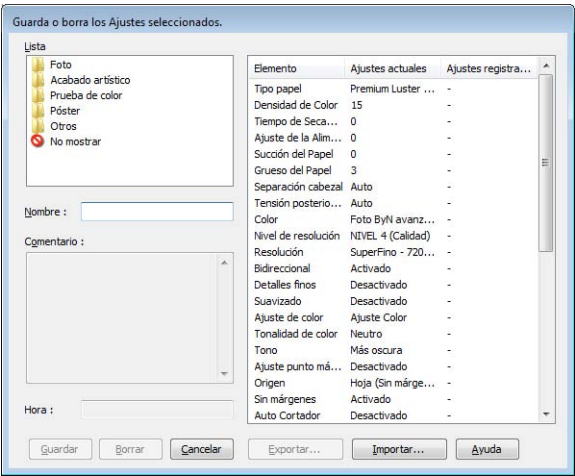 Guarda o borra los Ajustes seleccionados.
Lista
Foto
Acabado artístico
Prueba de color
Póster
Otros
No mostrar
Nombre :
Comentario :
Hora :
Elemento Ajustes actuales Ajustes registra...
Tipo papel Premium Luster ... -
Densidad de Color 15 -
Tiempo de Seca... 0 -
Ajuste de la Alim... 0 -
Succión del Papel 0 -
Grueso del Papel 3 -
Separación cabezal Auto -
Tensión posterio... Auto -
Color Foto ByN avanz... -
Nivel de resolución NIVEL 4 (Calidad) -
Resolución SuperFino - 720... -
Bidireccional Activado -
Detalles finos Desactivado -
Suavizado Desactivado -
Ajuste de color Ajuste Color -
Tonalidad de color Neutro -
Tono Más oscura -
Ajuste punto má... Desactivado -
Origen Hoja (Sin márge... -
Sin márgenes Activado -
Auto Cortador Desactivado -
Guardar Borrar Cancelar Exportar... Importar... Ayuda